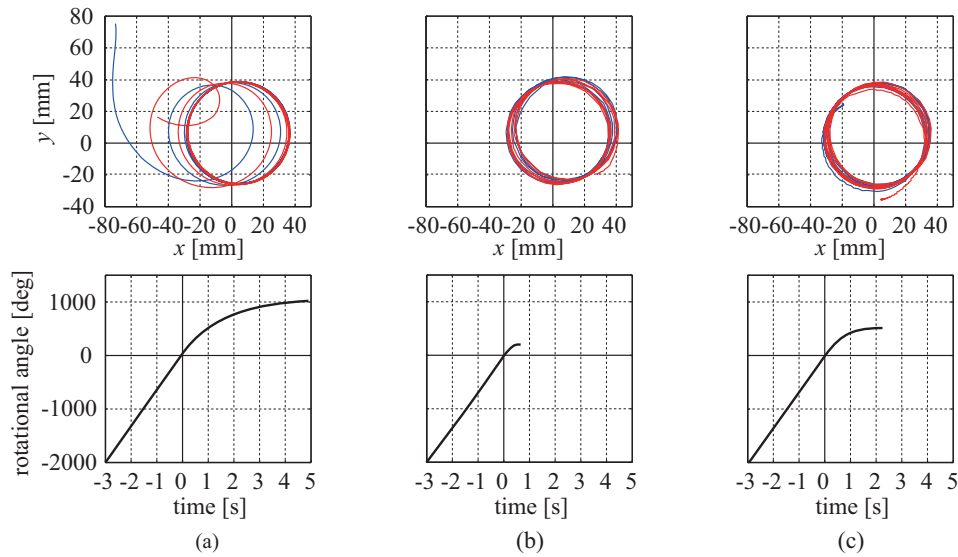 80
60
40
20
0
-20
-40
y [mm]
-80-60-40-20 0 20 40
x [mm]
-80-60-40-20 0 20 40
x [mm]
-80-60-40-20 0 20 40
x [mm]
1000
0
-1000
-2000
rotational angle [deg]
-3 -2 -1 0 1 2 3 4 5
time [s]
-3 -2 -1 0 1 2 3 4 5
time [s]
-3 -2 -1 0 1 2 3 4 5
time [s]
(a)
(b)
(c)